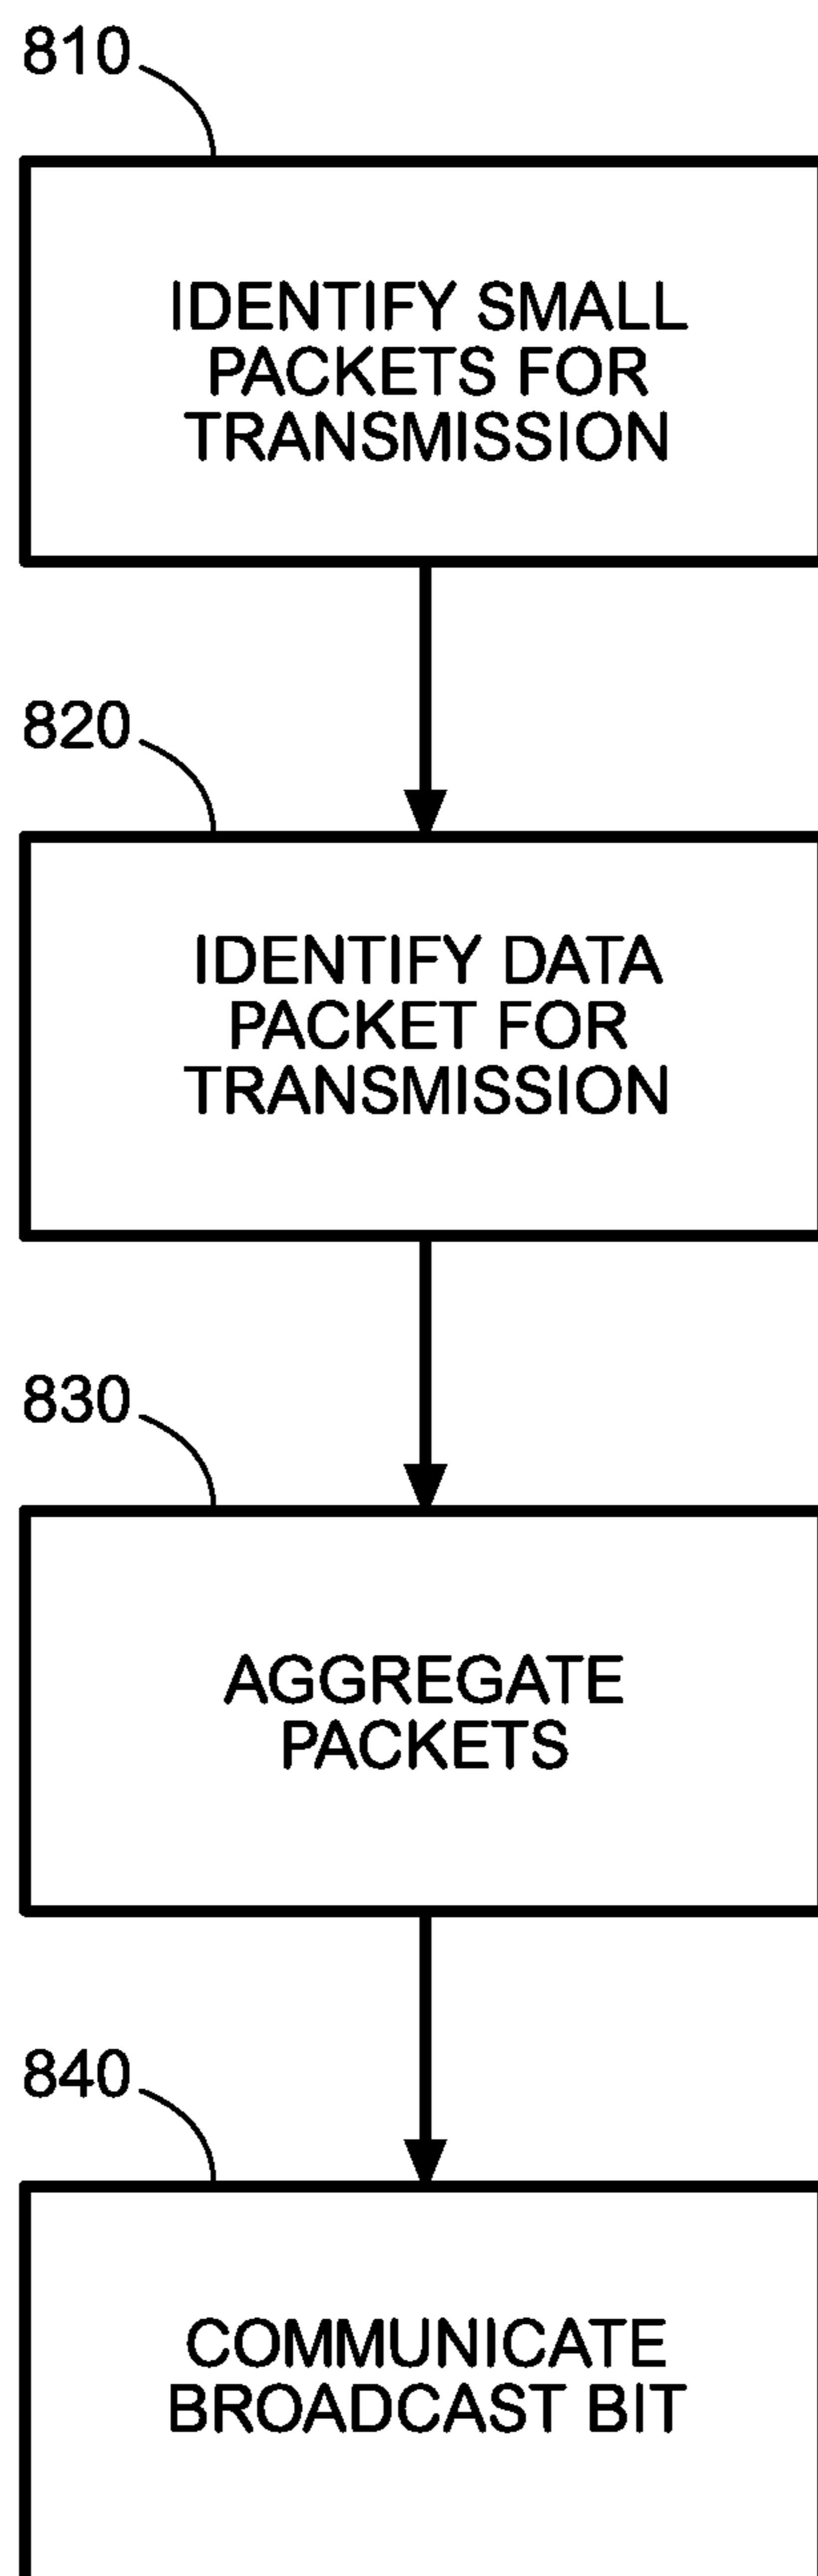 810
IDENTIFY SMALL
PACKETS FOR
TRANSMISSION
820
IDENTIFY DATA
PACKET FOR
TRANSMISSION
830
AGGREGATE
PACKETS
840
COMMUNICATE
BROADCAST BIT